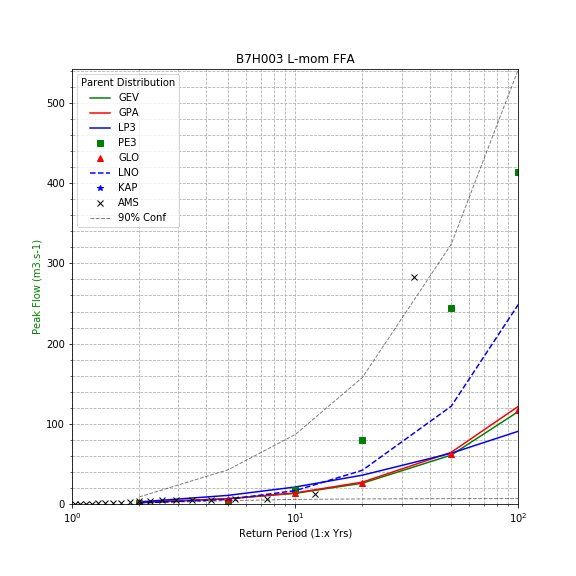 B7H003 L-mom FFA
Parent Distribution
GEV
GPA
LP3
PE3
GLO
LNO
KAP
AMS
90% Conf
500
400
300
200
100
0
Peak Flow (m3.s-1)
10⁰
10¹
10²
Return Period (1:x Yrs)